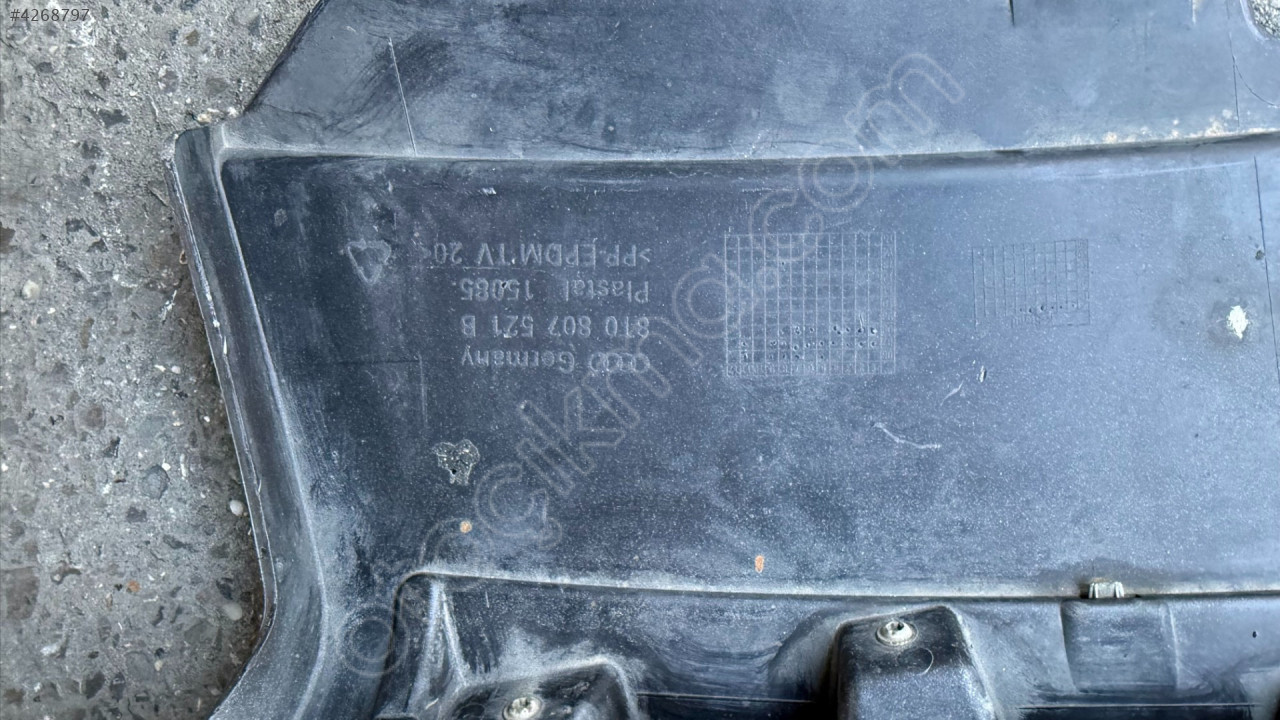 #4268797
Germany
8T0 807 521 B
Plastal 15085
>PP-EPDM TV 20<